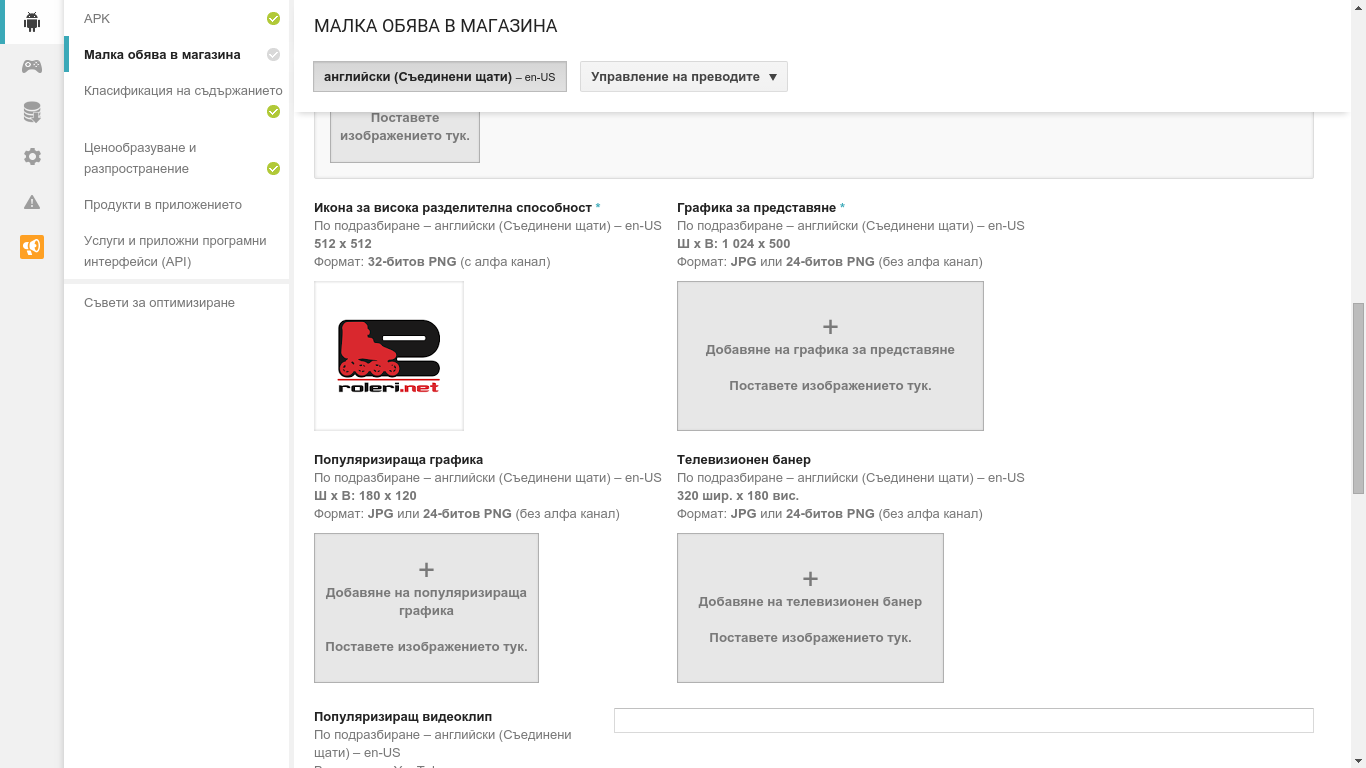 APK
Малка обява в магазина
Класификация на съдържанието
Ценообразуване и
разпространение
Продукти в приложението
Услуги и приложни програмни
интерфейси (API)
Съвети за оптимизиране
МАЛКА ОБЯВА В МАГАЗИНА
английски (Съединени щати) – en-US
Управление на преводите
Поставете
изображението тук.
Икона за висока разделителна способност *
По подразбиране – английски (Съединени щати) – en-US
512 x 512
Формат: 32-битов PNG (с алфа канал)
roleri.net
Графика за представяне *
По подразбиране – английски (Съединени щати) – en-US
Ш x В: 1 024 x 500
Формат: JPG или 24-битов PNG (без алфа канал)
+
Добавяне на графика за представяне
Поставете изображението тук.
Популяризираща графика
По подразбиране – английски (Съединени щати) – en-US
Ш x В: 180 x 120
Формат: JPG или 24-битов PNG (без алфа канал)
+
Добавяне на популяризираща
графика
Поставете изображението тук.
Телевизионен банер
По подразбиране – английски (Съединени щати) – en-US
320 шир. x 180 вис.
Формат: JPG или 24-битов PNG (без алфа канал)
+
Добавяне на телевизионен банер
Поставете изображението тук.
Популяризиращ видеоклип
По подразбиране – английски (Съединени
щати) – en-US